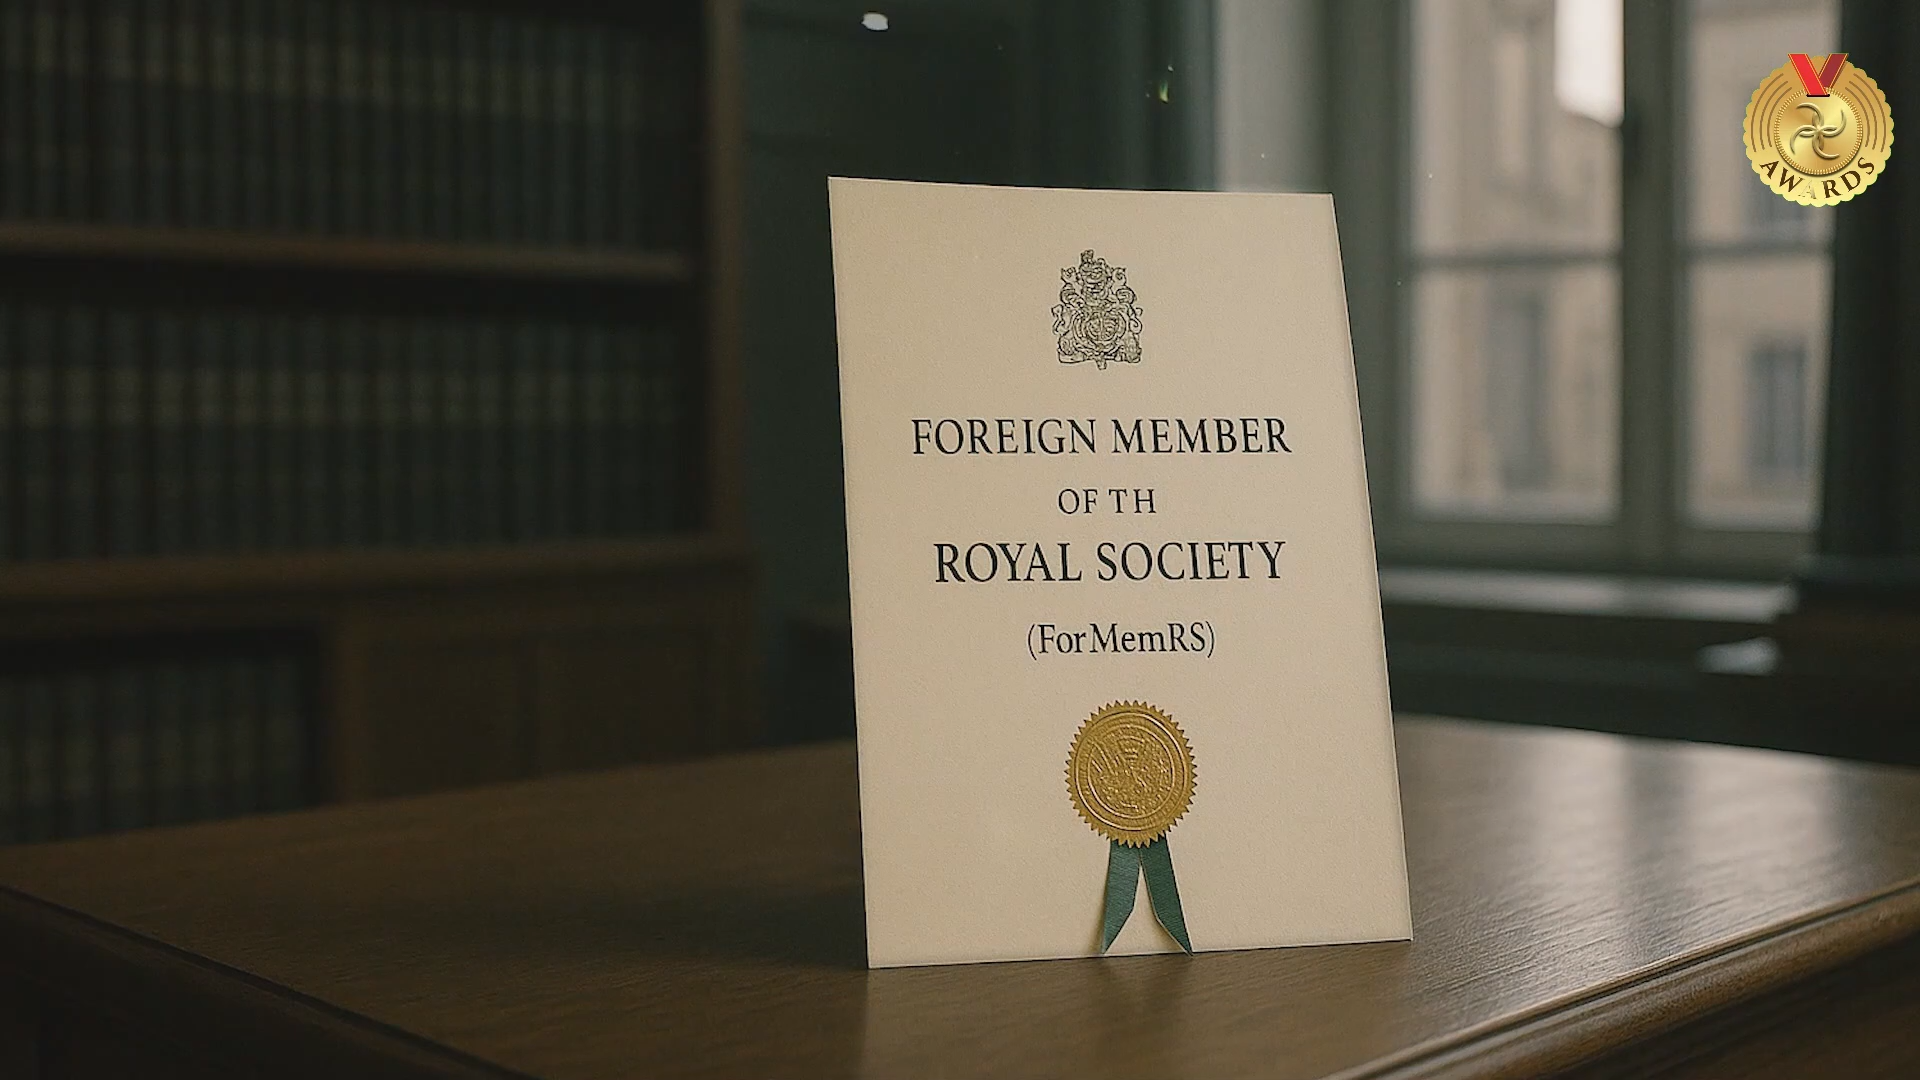 FOREIGN MEMBER
OF TH
ROYAL SOCIETY
(ForMemRS)
AWARDS